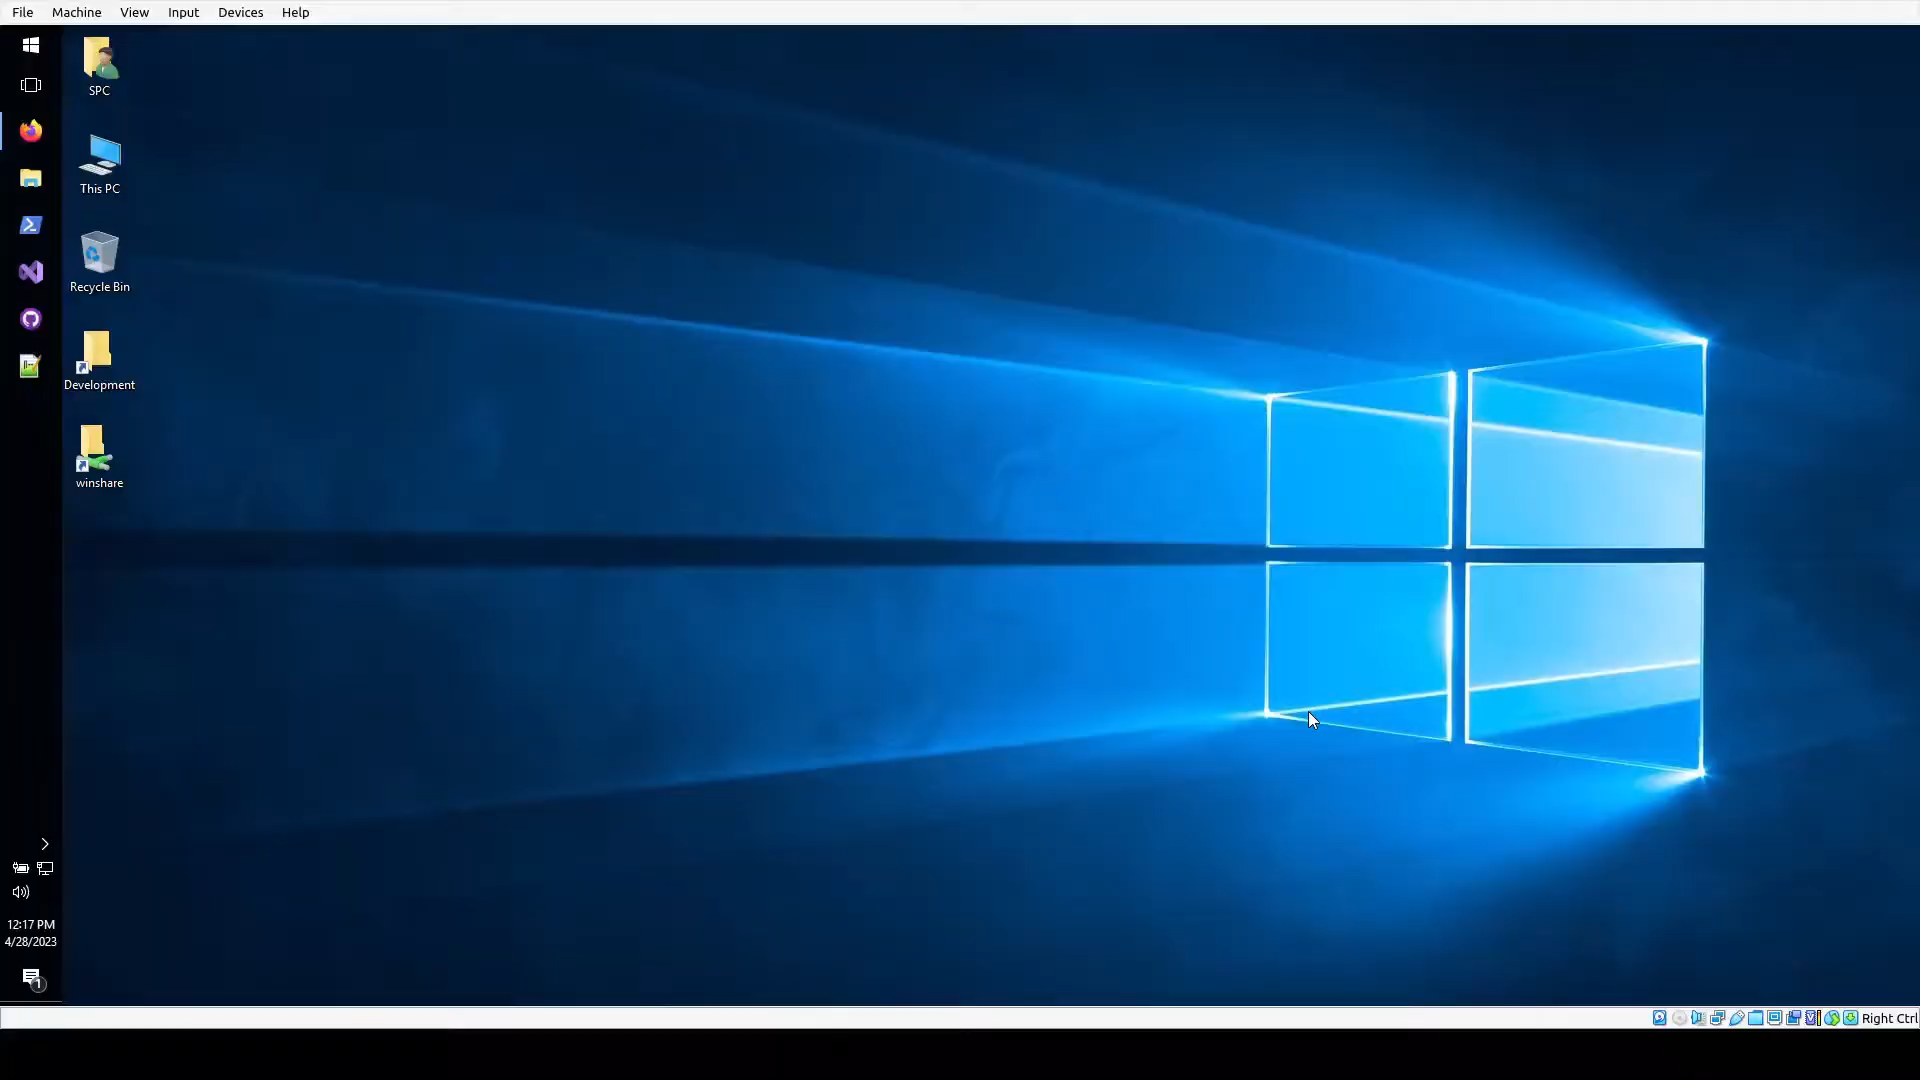 File Machine View Input Devices Help
SPC
This PC
Recycle Bin
Development
winshare
12:17 PM
4/28/2023
1
Right Ctrl